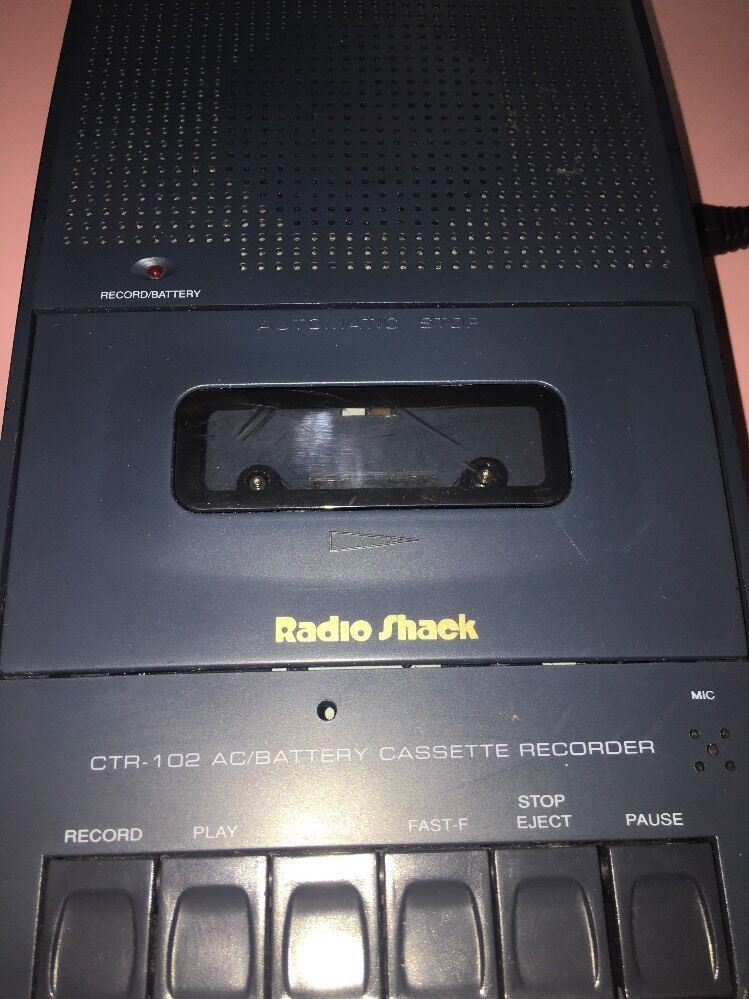 RECORD/BATTERY
AUTOMATIC STOP
Radio Shack
MIC
CTR-102 AC/BATTERY CASSETTE RECORDER
RECORD
PLAY
FAST-F
STOP
EJECT
PAUSE